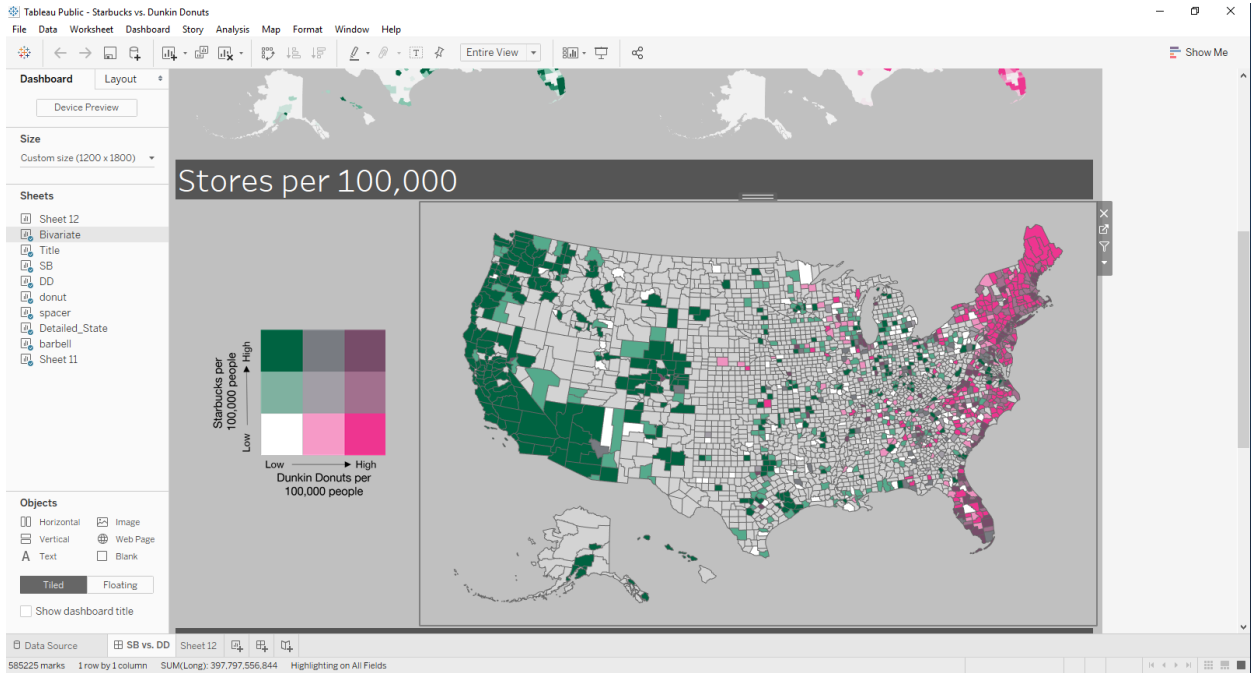 Tableau Public - Starbucks vs. Dunkin Donuts
File Data Worksheet Dashboard Story Analysis Map Format Window Help
Entire View
Show Me
Dashboard Layout
Device Preview
Size
Custom size (1200 x 1800)
Sheets
Sheet 12
Bivariate
Title
SB
DD
donut
spacer
Detailed_State
barbell
Sheet 11
Objects
Horizontal Image
Vertical Web Page
A Text Blank
Tiled Floating
Show dashboard title
Stores per 100,000
Starbucks per
100,000 people
Low High
Low High
Dunkin Donuts per
100,000 people
Data Source SB vs. DD Sheet 12
585225 marks 1 row by 1 column SUM(Long): 397,797,556,844 Highlighting on All Fields